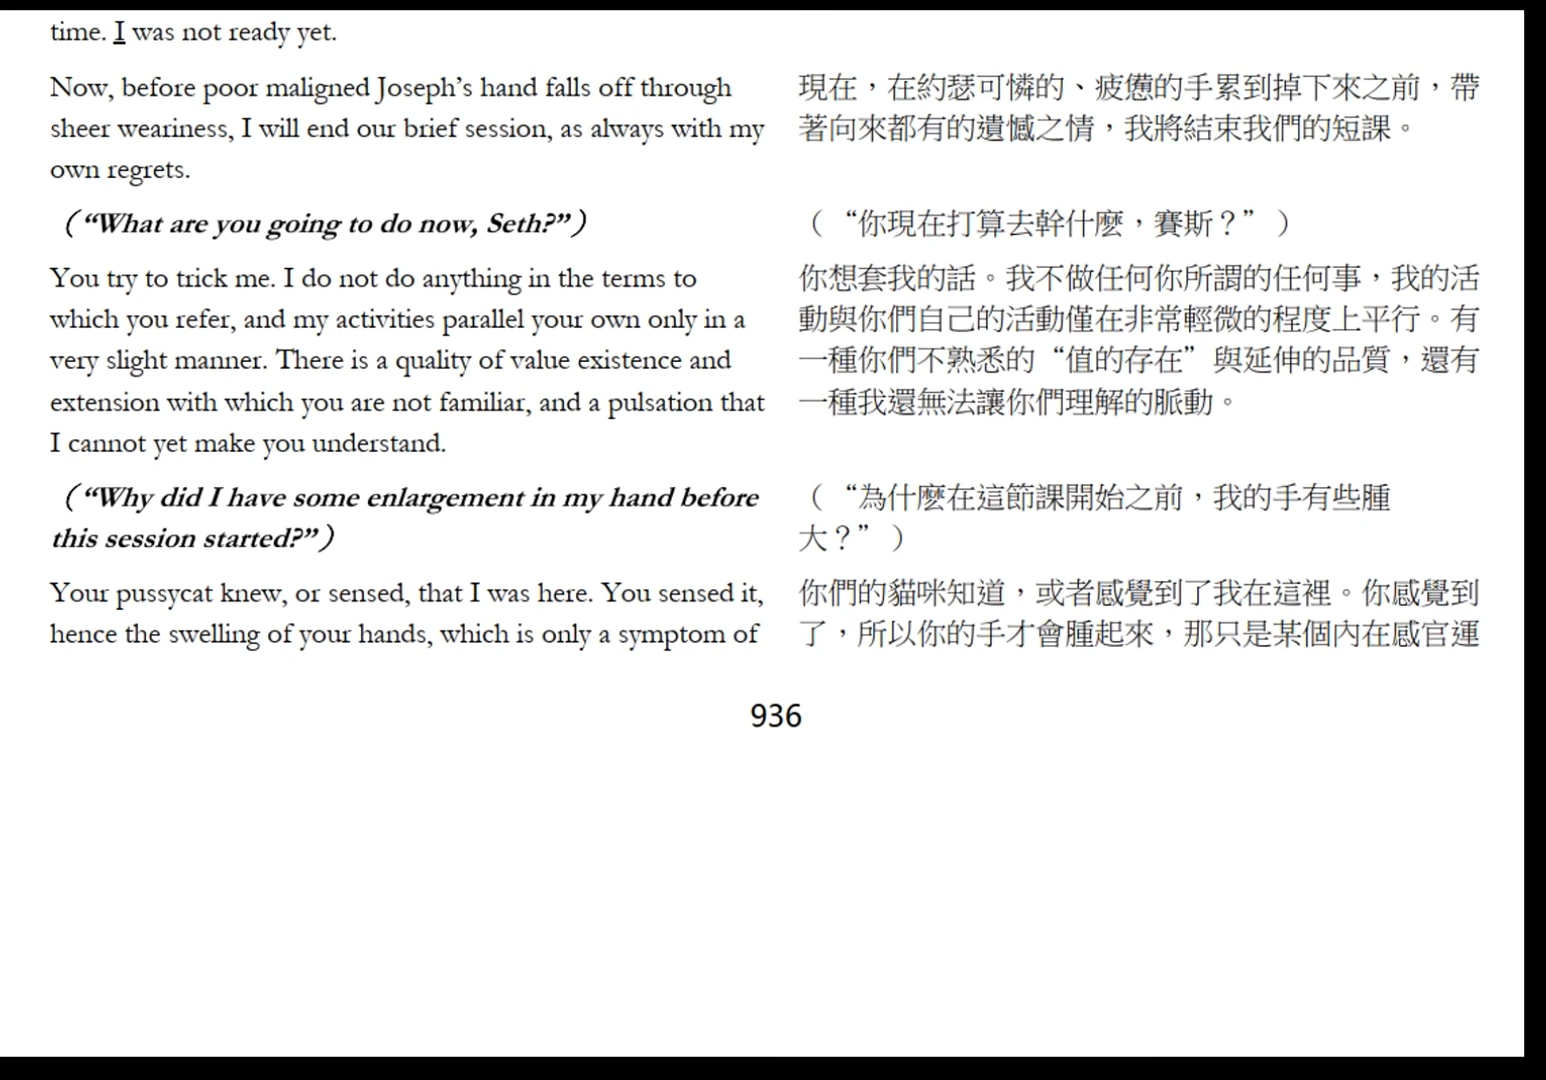 time. I was not ready yet.
Now, before poor maligned Joseph’s hand falls off through
sheer weariness, I will end our brief session, as always with my
own regrets.
現在，在約瑟可憐的、疲憊的手累到掉下來之前，帶
著向來都有的遺憾之情，我將結束我們的短課。
（“What are you going to do now, Seth?”）
（“你現在打算去幹什麼，賽斯？”）
You try to trick me. I do not do anything in the terms to
which you refer, and my activities parallel your own only in a
very slight manner. There is a quality of value existence and
extension with which you are not familiar, and a pulsation that
I cannot yet make you understand.
你想套我的話。我不做任何你所謂的任何事，我的活
動與你們自己的活動僅在非常輕微的程度上平行。有
一種你們不熟悉的“值的存在”與延伸的品質，還有
一種我還無法讓你們理解的脈動。
（“Why did I have some enlargement in my hand before
this session started?”）
（“為什麼在這節課開始之前，我的手有些腫
大？”）
Your pussycat knew, or sensed, that I was here. You sensed it,
hence the swelling of your hands, which is only a symptom of
你們的貓咪知道，或者感覺到了我在這裡。你感覺到
了，所以你的手才會腫起來，那只是某個內在感官運
936